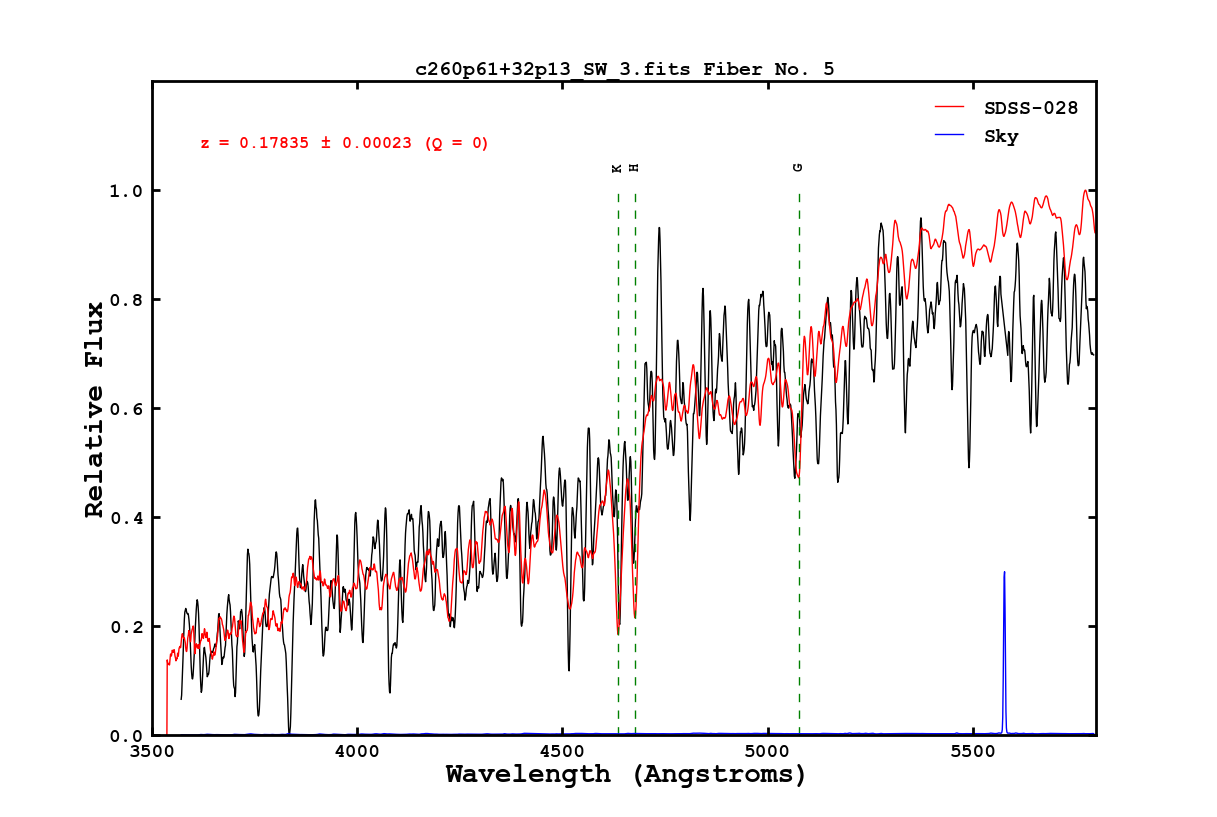 c260p61+32p13_SW_3.fits Fiber No. 5
SDSS-028
Sky
z = 0.17835 ± 0.00023 (Q = 0)
K
H
G
1.0
0.8
0.6
0.4
0.2
0.0
Relative Flux
3500
4000
4500
5000
5500
Wavelength (Angstroms)